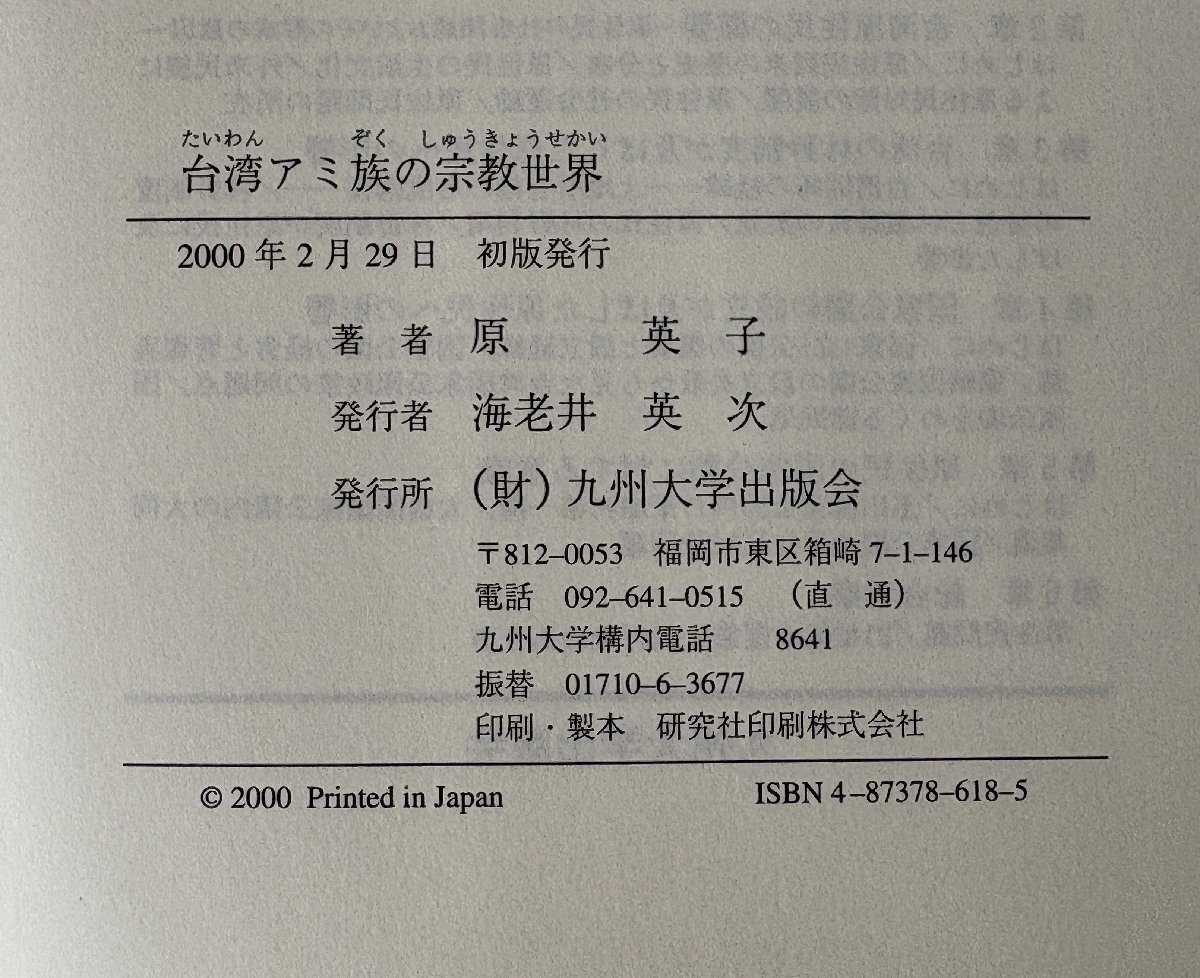 たいわん ぞく しゅうきょうせかい
台湾アミ族の宗教世界
2000年2月29日 初版発行
著 者 原 英 子
発行者 海老井 英 次
発行所 (財)九州大学出版会
〒812–0053 福岡市東区箱崎7–1–146
電話 092–641–0515 (直 通)
九州大学構内電話 8641
振替 01710–6–3677
印刷・製本 研究社印刷株式会社
© 2000 Printed in Japan ISBN 4–87378–618–5